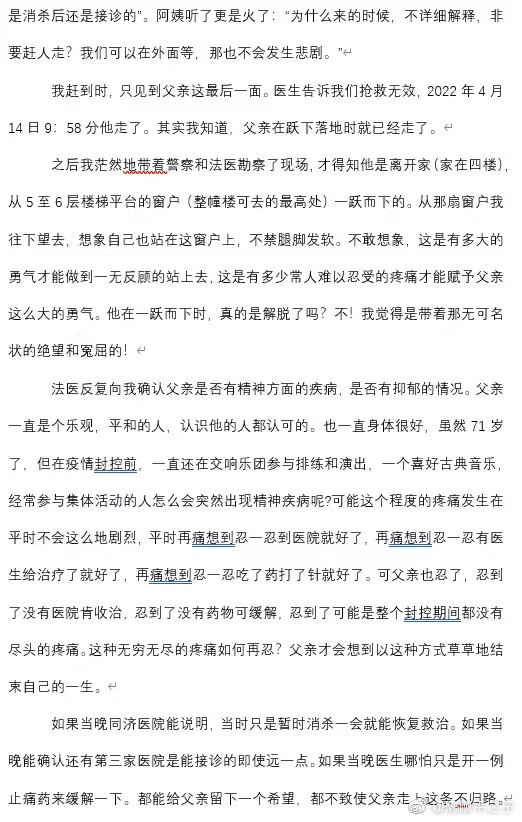 是消杀后还是接诊的”。阿姨听了更是火了：“为什么来的时候，不详细解释，非
要赶人走？我们可以在外面等，那也不会发生悲剧。”
我赶到时，只见到父亲这最后一面。医生告诉我们抢救无效，2022 年 4 月
14 日 9：58 分他走了。其实我知道，父亲在跃下落地时就已经走了。
之后我茫然地带着警察和法医勘察了现场，才得知他是离开家（家在四楼），
从 5 至 6 层楼梯平台的窗户（整幢楼可去的最高处）一跃而下的。从那扇窗户我
往下望去，想象自己也站在这窗户上，不禁腿脚发软。不敢想象，这是有多大的
勇气才能做到一无反顾的站上去，这是有多少常人难以忍受的疼痛才能赋予父亲
这么大的勇气。他在一跃而下时，真的是解脱了吗？不！我觉得是带着那无可名
状的绝望和冤屈的！
法医反复向我确认父亲是否有精神方面的疾病，是否有抑郁的情况。父亲
一直是个乐观，平和的人，认识他的人都认可的。也一直身体很好，虽然 71 岁
了，但在疫情封控前，一直还在交响乐团参与排练和演出，一个喜好古典音乐，
经常参与集体活动的人怎么会突然出现精神疾病呢?可能这个程度的疼痛发生在
平时不会这么地剧烈，平时再痛想到忍一忍到医院就好了，再痛想到忍一忍有医
生给治疗了就好了，再痛想到忍一忍吃了药打了针就好了。可父亲也忍了，忍到
了没有医院肯收治，忍到了没有药物可缓解，忍到了可能是整个封控期间都没有
尽头的疼痛。这种无穷无尽的疼痛如何再忍？父亲才会想到以这种方式草草地结
束自己的一生。
如果当晚同济医院能说明，当时只是暂时消杀一会就能恢复救治。如果当
晚能确认还有第三家医院是能接诊的即使远一点。如果当晚医生哪怕只是开一例
止痛药来缓解一下。都能给父亲留下一个希望，都不致使父亲走上这条不归路。